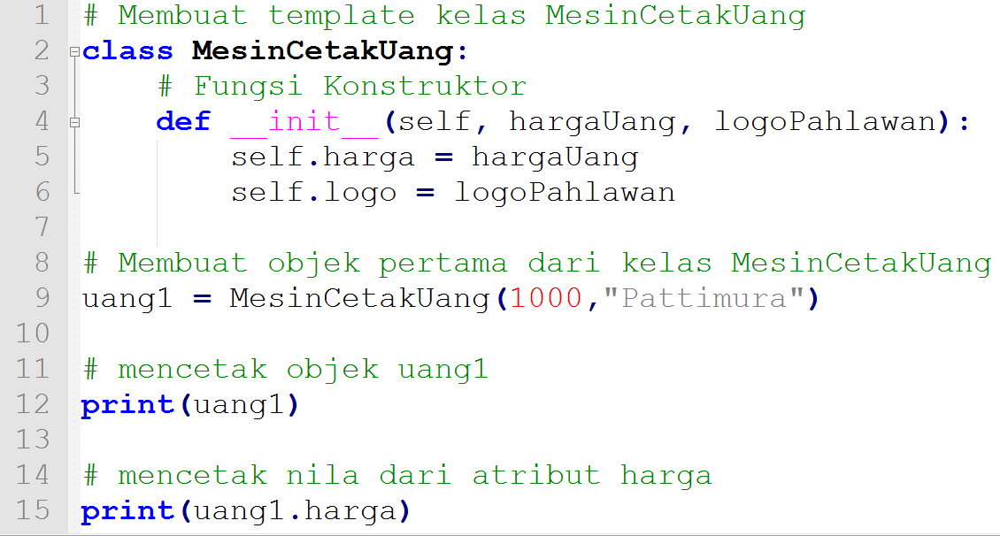 1 # Membuat template kelas MesinCetakUang
2 class MesinCetakUang:
3     # Fungsi Konstruktor
4     def __init__(self, hargaUang, logoPahlawan):
5         self.harga = hargaUang
6         self.logo = logoPahlawan
7
8 # Membuat objek pertama dari kelas MesinCetakUang
9 uang1 = MesinCetakUang(1000,"Pattimura")
10
11 # mencetak objek uang1
12 print(uang1)
13
14 # mencetak nila dari atribut harga
15 print(uang1.harga)